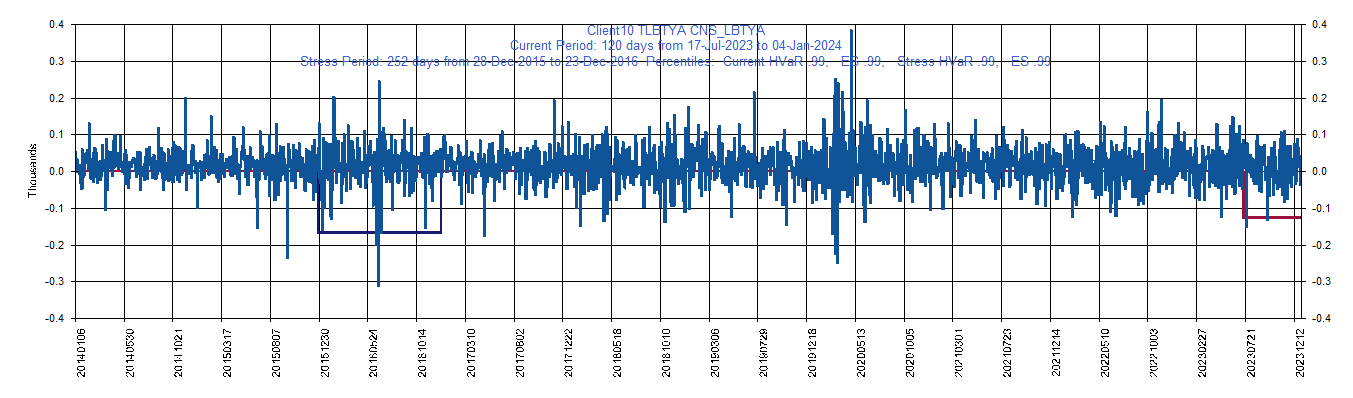 Client10 TLBTYA CNS_LBTYA
Current Period: 120 days from 17-Jul-2023 to 04-Jan-2024
Stress Period: 252 days from 28-Dec-2015 to 23-Dec-2016 Percentiles: Current HVaR .99, ES .99, Stress HVaR .99, ES .99
0.4 0.4
0.3 0.3
0.2 0.2
0.1 0.1
0.0 0.0
-0.1 -0.1
-0.2 -0.2
-0.3 -0.3
-0.4 -0.4
Thousands
20140106 20140530 20141021 20150317 20150807 20151230 20160524 20161014 20170310 20170802 20171222 20180518 20181010 20190306 20190729 20191218 20200513 20201005 20210301 20210723 20211214 20220510 20221003 20230227 20230721 20231212